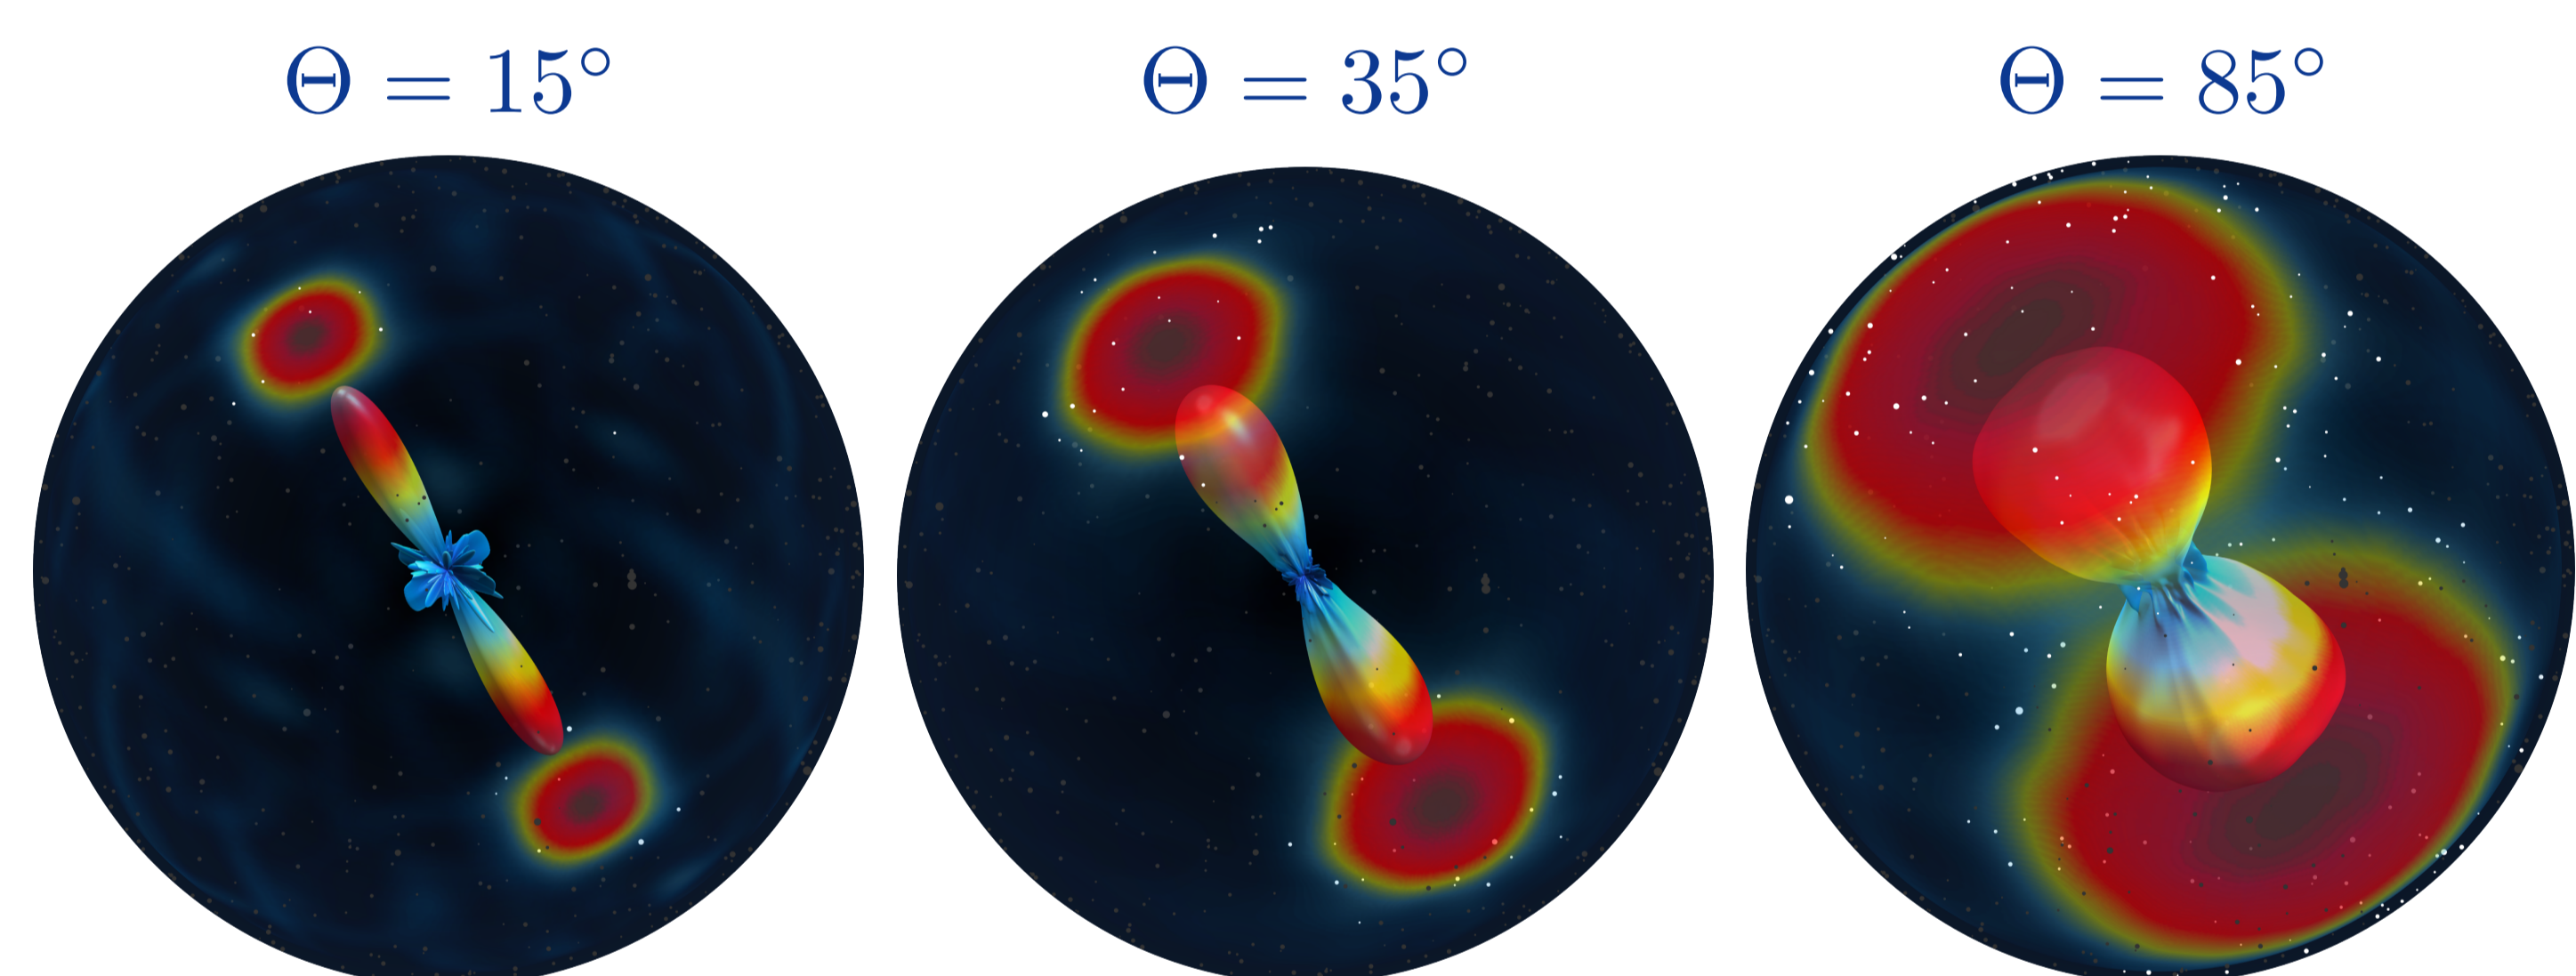 Θ = 15°
Θ = 35°
Θ = 85°